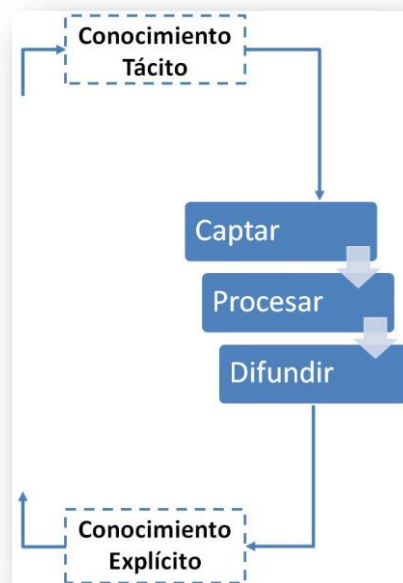 Conocimiento
Tácito
Captar
Procesar
Difundir
Conocimiento
Explícito